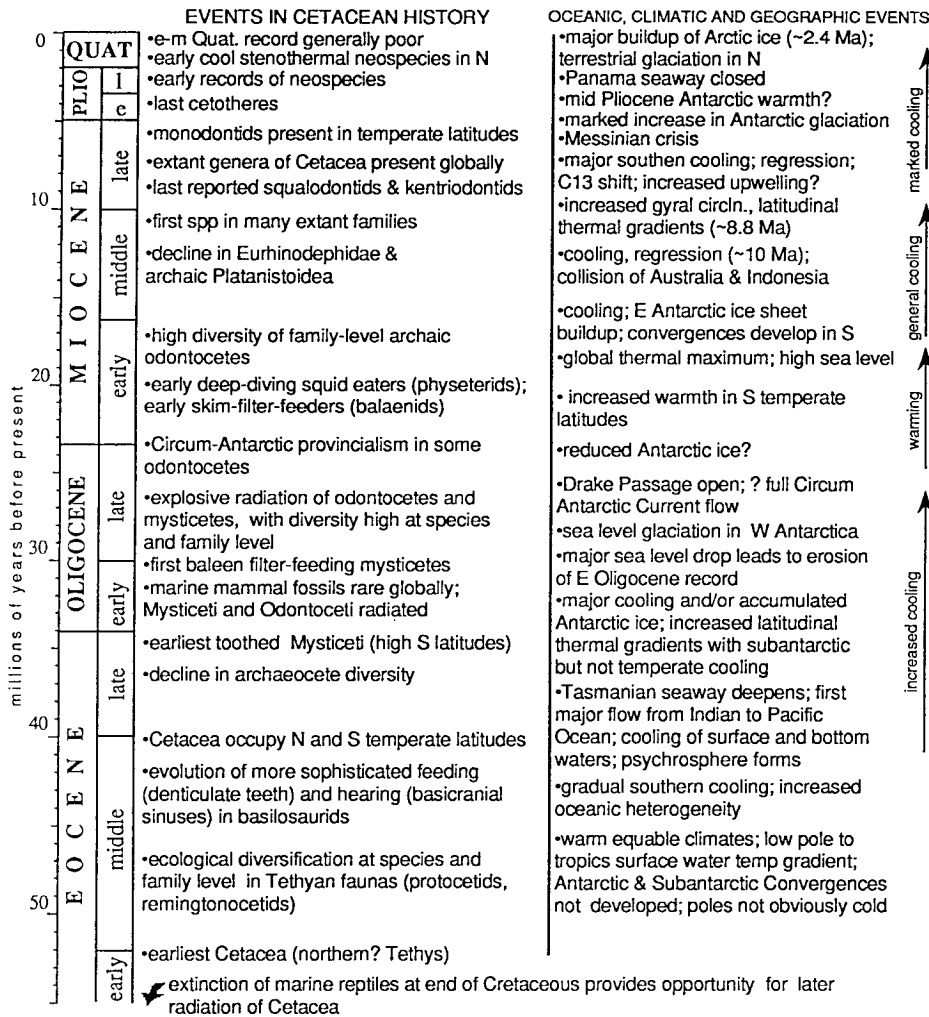 EVENTS IN CETACEAN HISTORY
•e-m Quat. record generally poor
•early cool stenothermal neospecies in N
•early records of neospecies
•last cetotheres
•monodontids present in temperate latitudes
•extant genera of Cetacea present globally
•last reported squalodontids & kentriodontids
•first spp in many extant families
•decline in Eurhinodephidae &
archaic Platanistoidea
•high diversity of family-level archaic
odontocetes
•early deep-diving squid eaters (physeterids);
early skim-filter-feeders (balaenids)
•Circum-Antarctic provincialism in some
odontocetes
•explosive radiation of odontocetes and
mysticetes, with diversity high at species
and family level
•first baleen filter-feeding mysticetes
•marine mammal fossils rare globally;
Mysticeti and Odontoceti radiated
•earliest toothed Mysticeti (high S latitudes)
•decline in archaeocete diversity
•Cetacea occupy N and S temperate latitudes
•evolution of more sophisticated feeding
(denticulate teeth) and hearing (basicranial
sinuses) in basilosaurids
•ecological diversification at species and
family level in Tethyan faunas (protocetids,
remingtonocetids)
•earliest Cetacea (northern? Tethys)
extinction of marine reptiles at end of Cretaceous provides opportunity for later
radiation of Cetacea
OCEANIC, CLIMATIC AND GEOGRAPHIC EVENTS
•major buildup of Arctic ice (~2.4 Ma);
terrestrial glaciation in N
•Panama seaway closed
•mid Pliocene Antarctic warmth?
•marked increase in Antarctic glaciation
•Messinian crisis
•major southen cooling; regression;
C13 shift; increased upwelling?
•increased gyral circln., latitudinal
thermal gradients (~8.8 Ma)
•cooling, regression (~10 Ma);
collision of Australia & Indonesia
•cooling; E Antarctic ice sheet
buildup; convergences develop in S
•global thermal maximum; high sea level
• increased warmth in S temperate
latitudes
•reduced Antarctic ice?
•Drake Passage open; ? full Circum
Antarctic Current flow
•sea level glaciation in W Antarctica
•major sea level drop leads to erosion
of E Oligocene record
•major cooling and/or accumulated
Antarctic ice; increased latitudinal
thermal gradients with subantarctic
but not temperate cooling
•Tasmanian seaway deepens; first
major flow from Indian to Pacific
Ocean; cooling of surface and bottom
waters; psychrosphere forms
•gradual southern cooling; increased
oceanic heterogeneity
•warm equable climates; low pole to
tropics surface water temp gradient;
Antarctic & Subantarctic Convergences
not developed; poles not obviously cold
marked cooling
general cooling
warming
increased cooling
millions of years before present
0
10
20
30
40
50
QUAT
PLIO
l
e
MIOCENE
late
middle
early
OLIGOCENE
late
early
EOCENE
late
middle
early